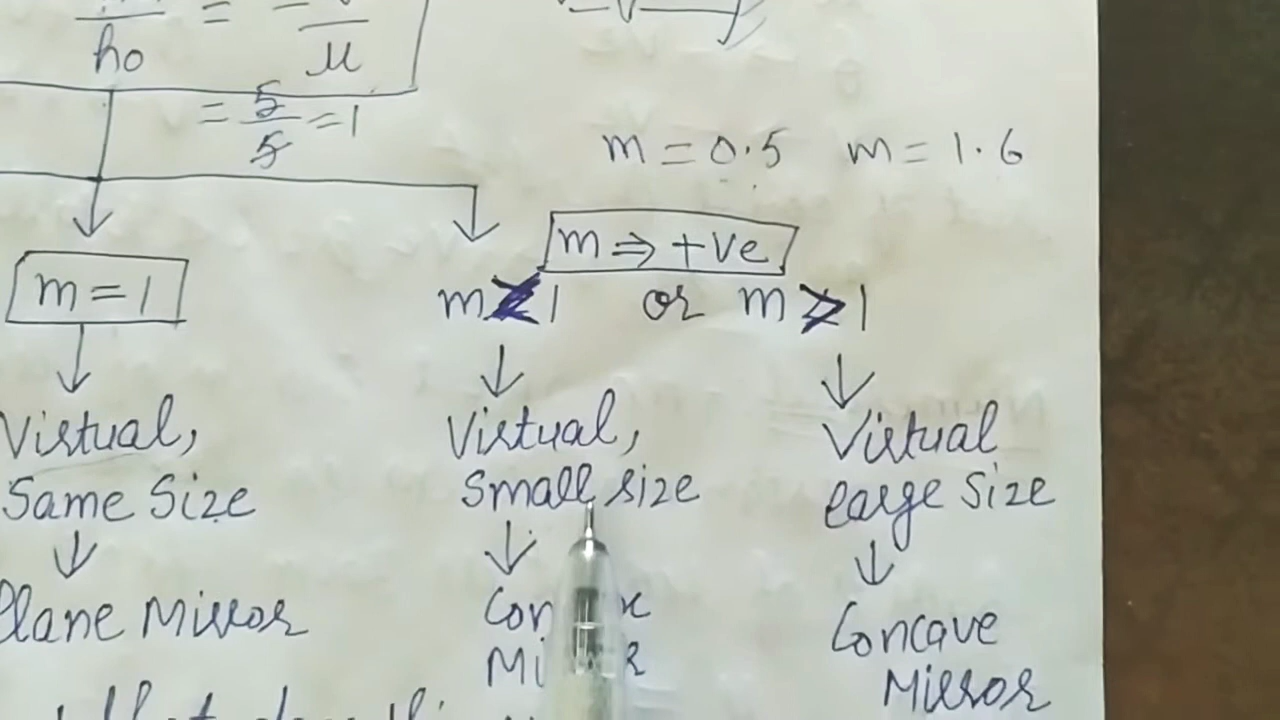 ho = u
= 5/5 = 1
m = 0.5 m = 1.6
m ⇒ +ve
m = 1
m < 1 or m > 1
Virtual, Virtual, Virtual
Same Size Small size large Size
Plane Mirror Concave
Mirror